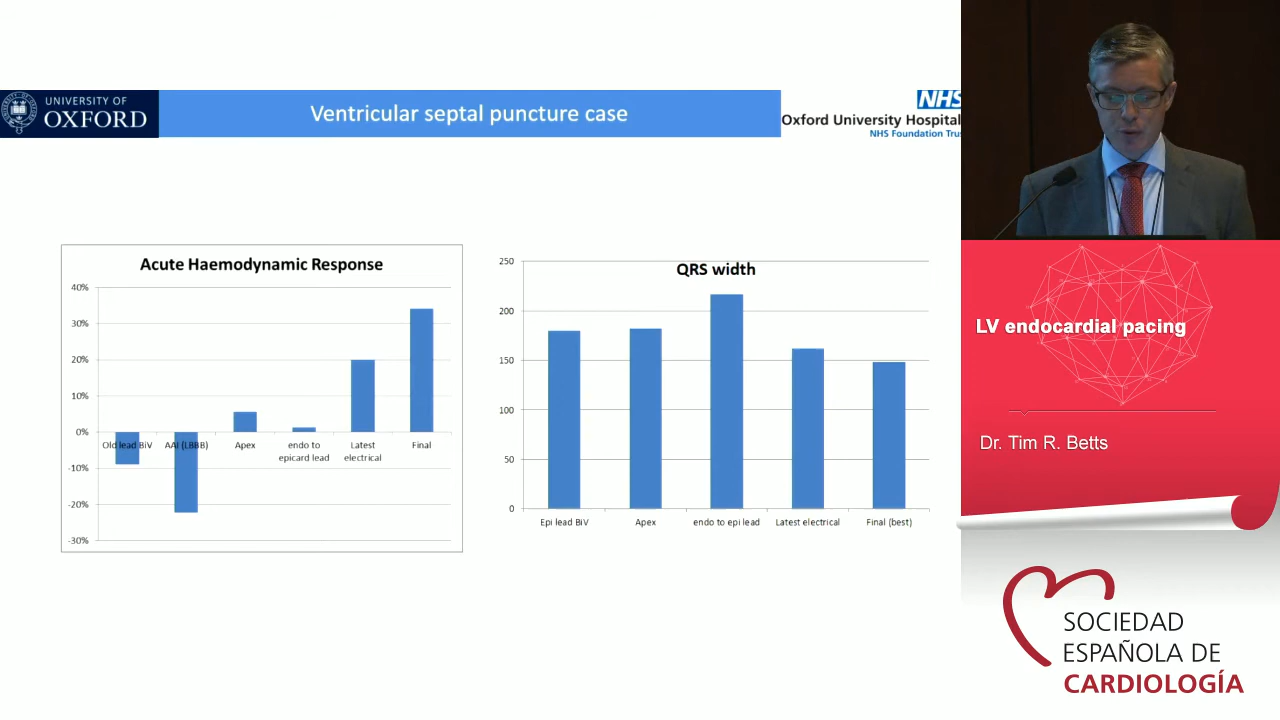 UNIVERSITY OF
OXFORD
Ventricular septal puncture case
NHS
Oxford University Hospital
NHS Foundation Trus
Acute Haemodynamic Response
40%
30%
20%
10%
0%
-10%
-20%
-30%
Old lead BiV
AAI (LBBB)
Apex
endo to
epicard lead
Latest
electrical
Final
QRS width
250
200
150
100
50
0
Epi lead BiV
Apex
endo to epi lead
Latest electrical
Final (best)
LV endocardial pacing
Dr. Tim R. Betts
SOCIEDAD
ESPAÑOLA DE
CARDIOLOGÍA